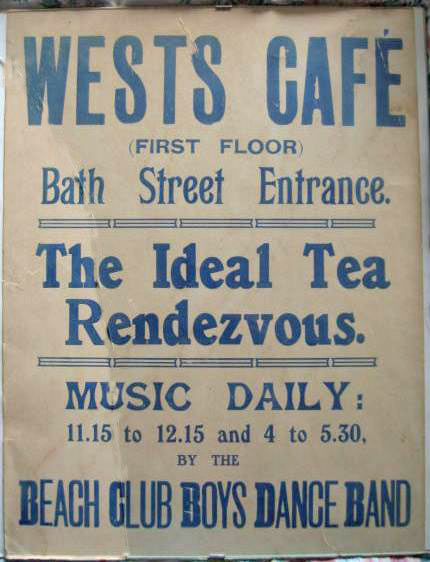 WESTS CAFÉ
(FIRST FLOOR)
Bath Street Entrance.
The Ideal Tea
Rendezvous.
MUSIC DAILY:
11.15 to 12.15 and 4 to 5.30,
BY THE
BEACH CLUB BOYS DANCE BAND